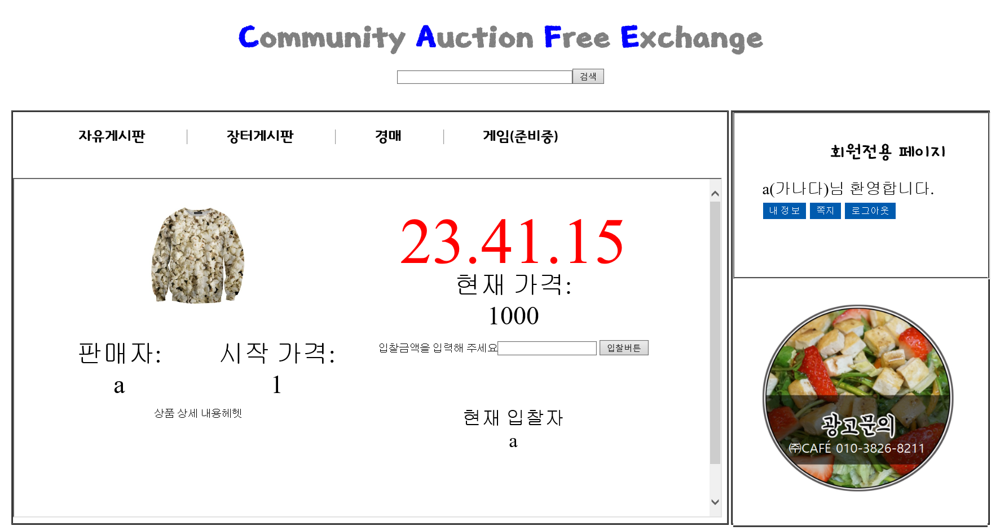 Community Auction Free Exchange
검색
자유게시판 장터게시판 경매 게임(준비중)
회원전용 페이지
a(가나다)님 환영합니다.
내 정보 쪽지 로그아웃
23.41.15
현재 가격:
1000
입찰금액을 입력해 주세요 입찰버튼
판매자: 시작 가격:
a 1
상품 상세 내용헤헷
현재 입찰자
a
광고문의
㈜CAFÉ 010-3826-8211